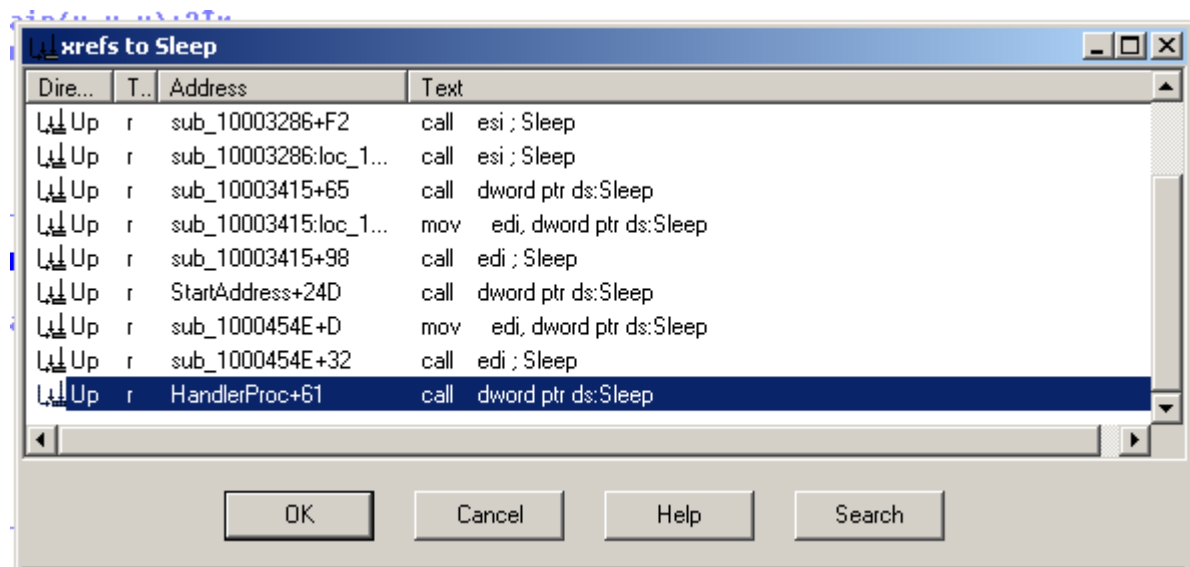 xrefs to Sleep
Dire... T.. Address Text
Up r sub_10003286+F2 call esi ; Sleep
Up r sub_10003286:loc_1... call esi ; Sleep
Up r sub_10003415+65 call dword ptr ds:Sleep
Up r sub_10003415:loc_1... mov edi, dword ptr ds:Sleep
Up r sub_10003415+98 call edi ; Sleep
Up r StartAddress+24D call dword ptr ds:Sleep
Up r sub_1000454E+D mov edi, dword ptr ds:Sleep
Up r sub_1000454E+32 call edi ; Sleep
Up r HandlerProc+61 call dword ptr ds:Sleep
OK Cancel Help Search